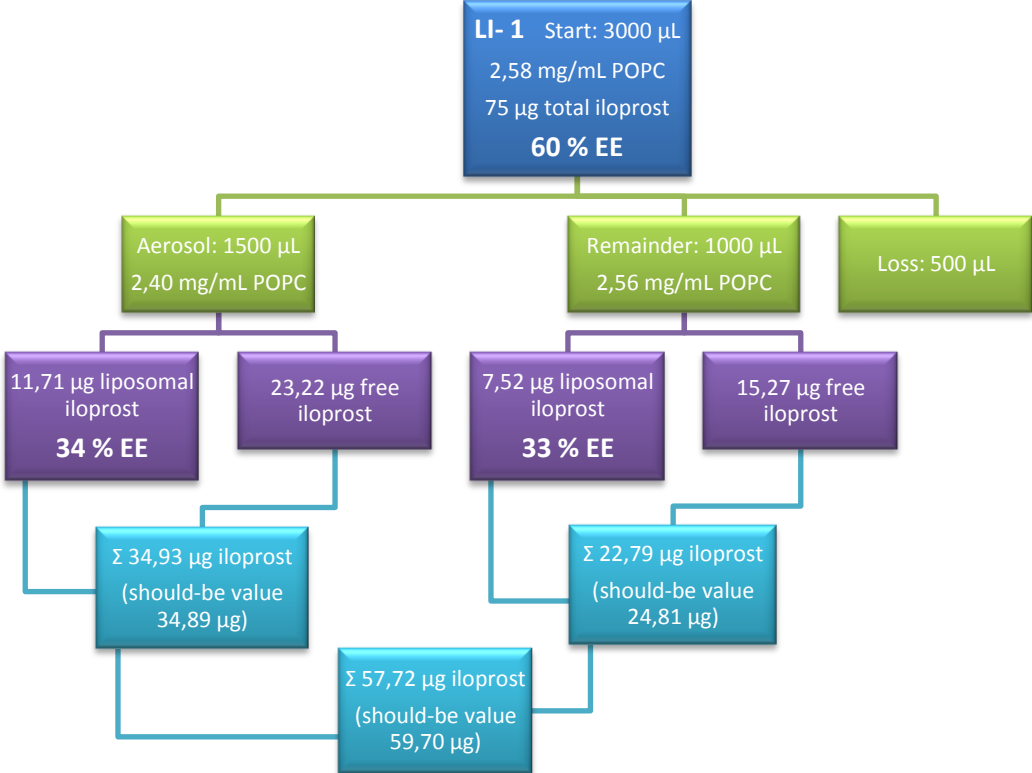 LI- 1 Start: 3000 µL
2,58 mg/mL POPC
75 µg total iloprost
60 % EE
Aerosol: 1500 µL
2,40 mg/mL POPC
Remainder: 1000 µL
2,56 mg/mL POPC
Loss: 500 µL
11,71 µg liposomal
iloprost
34 % EE
23,22 µg free
iloprost
7,52 µg liposomal
iloprost
33 % EE
15,27 µg free
iloprost
Σ 34,93 µg iloprost
(should-be value
34,89 µg)
Σ 22,79 µg iloprost
(should-be value
24,81 µg)
Σ 57,72 µg iloprost
(should-be value
59,70 µg)